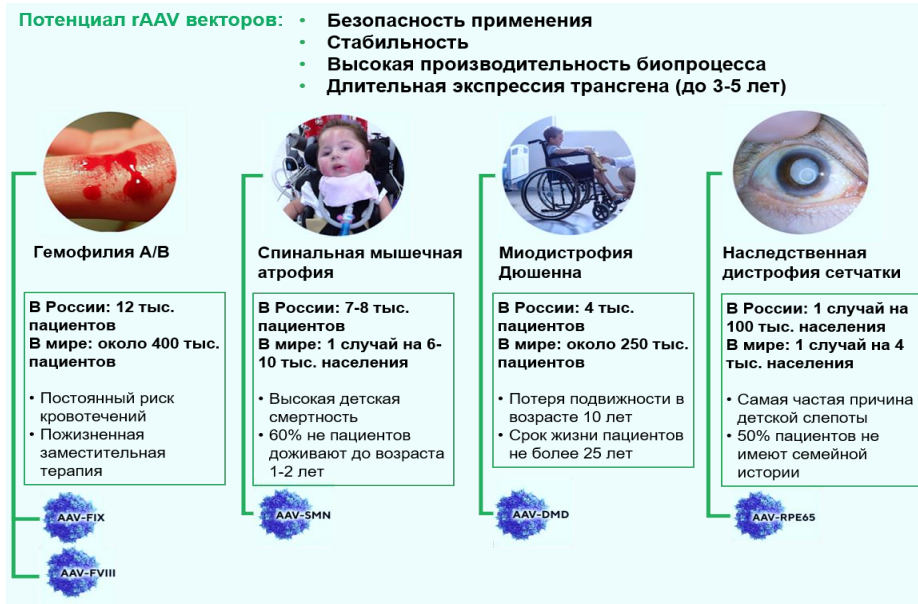 Потенциал rAAV векторов:
• Безопасность применения
• Стабильность
• Высокая производительность биопроцесса
• Длительная экспрессия трансгена (до 3-5 лет)
Гемофилия А/В
В России: 12 тыс.
пациентов
В мире: около 400 тыс.
пациентов
• Постоянный риск
кровотечений
• Пожизненная
заместительная
терапия
AAV-FIX
AAV-FVIII
Спинальная мышечная
атрофия
В России: 7-8 тыс.
пациентов
В мире: 1 случай на 6-
10 тыс. населения
• Высокая детская
смертность
• 60% не пациентов
доживают до возраста
1-2 лет
AAV-SMN
Миодистрофия
Дюшенна
В России: 4 тыс.
пациентов
В мире: около 250 тыс.
пациентов
• Потеря подвижности в
возрасте 10 лет
• Срок жизни пациентов
не более 25 лет
AAV-DMD
Наследственная
дистрофия сетчатки
В России: 1 случай на
100 тыс. населения
В мире: 1 случай на 4
тыс. населения
• Самая частая причина
детской слепоты
• 50% пациентов не
имеют семейной
истории
AAV-RPE65